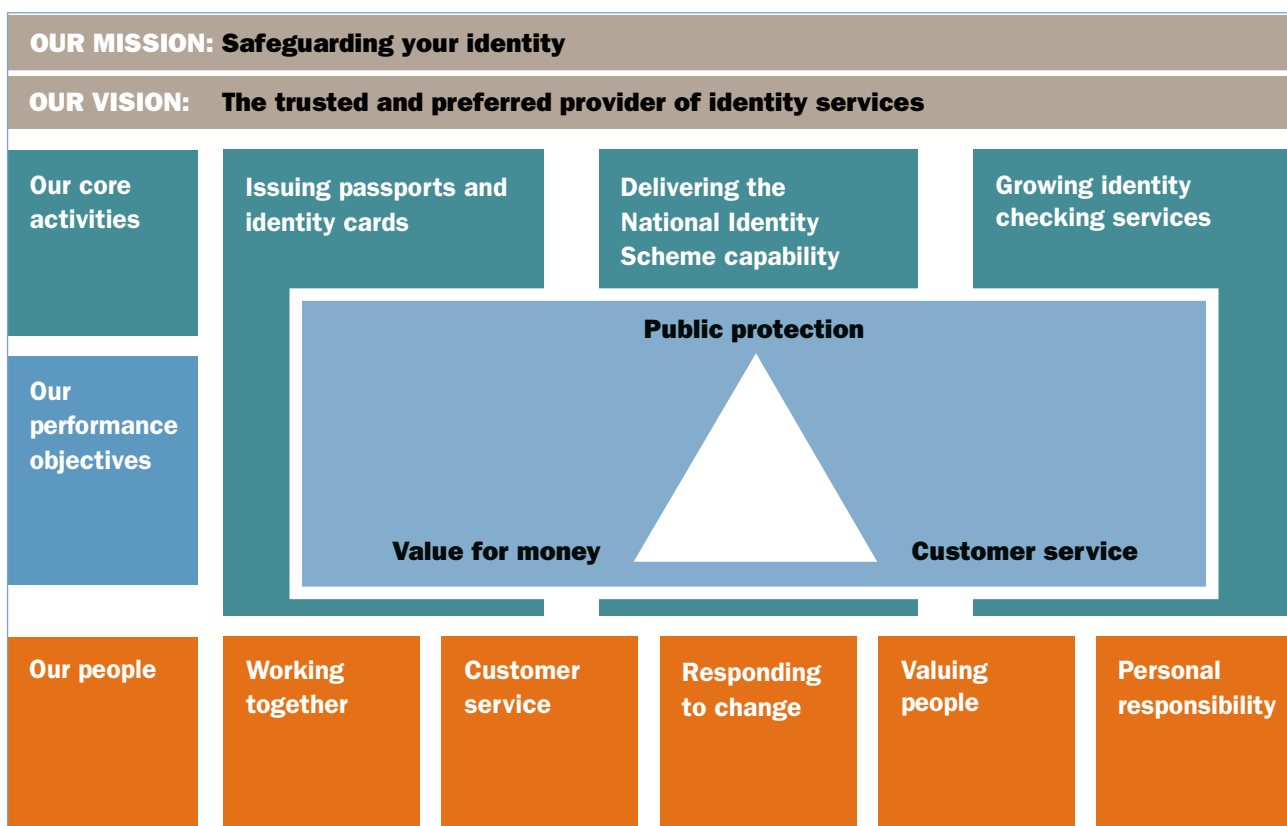 OUR MISSION: Safeguarding your identity
OUR VISION: The trusted and preferred provider of identity services
Our core
activities
Issuing passports and
identity cards
Delivering the
National Identity
Scheme capability
Growing identity
checking services
Our
performance
objectives
Public protection
Value for money
Customer service
Our people
Working
together
Customer
service
Responding
to change
Valuing
people
Personal
responsibility